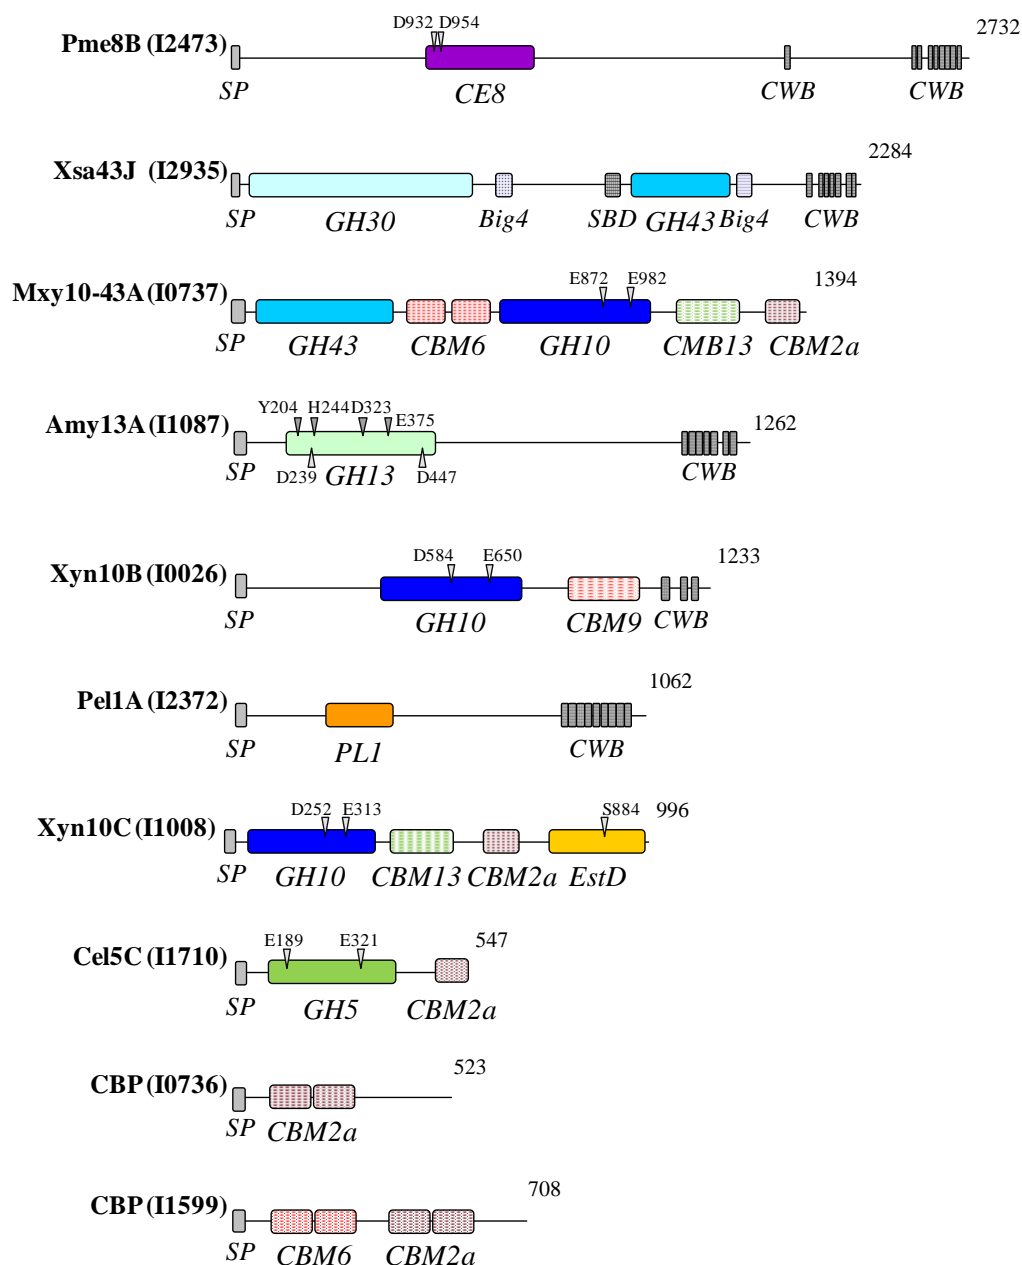 D932 D954
2732
Pme8B (I2473)
SP CE8 CWB CWB
2284
Xsa43J (I2935)
SP GH30 Big4 SBD GH43 Big4 CWB
E872 E982 1394
Mxy10-43A (I0737)
SP GH43 CBM6 GH10 CMB13 CBM2a
Y204 H244 D323 E375
Amy13A (I1087) 1262
SP D239 GH13 D447 CWB
D584 E650 1233
Xyn10B (I0026)
SP GH10 CBM9 CWB
1062
Pel1A (I2372)
SP PL1 CWB
D252 E313 S884 996
Xyn10C (I1008)
SP GH10 CBM13 CBM2a EstD
E189 E321 547
Cel5C (I1710)
SP GH5 CBM2a
523
CBP (I0736)
SP CBM2a
708
CBP (I1599)
SP CBM6 CBM2a